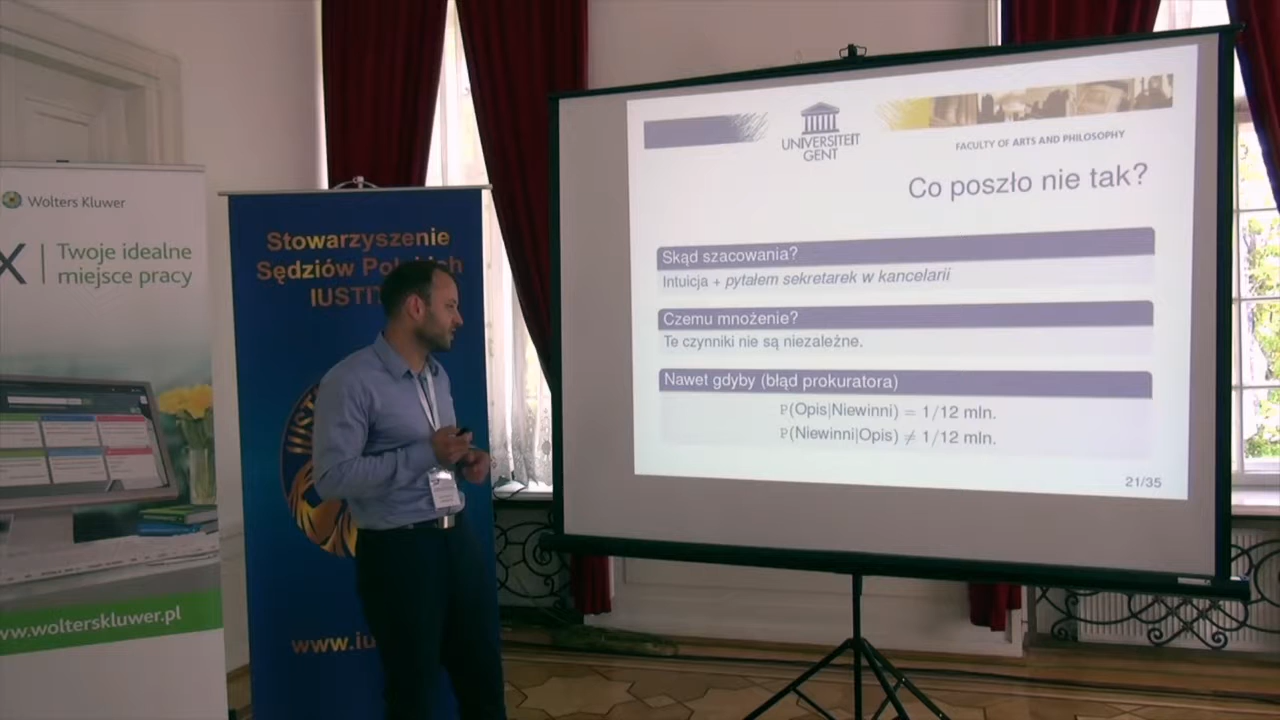 Wolters Kluwer
X
Twoje idealne
miejsce pracy
www.wolterskluwer.pl
Stowarzyszenie
Sędziów
IUSTIT
IUST
www.iu
UNIVERSITEIT
GENT
FACULTY OF ARTS AND PHILOSOPHY
Co poszło nie tak?
Skąd szacowania?
Intuicja + pytałem sekretarek w kancelarii
Czemu mnożenie?
Te czynniki nie są niezależne.
Nawet gdyby (błąd prokuratora)
P(Opis|Niewinni) = 1/12 mln.
P(Niewinni|Opis) ≠ 1/12 mln.
21/35